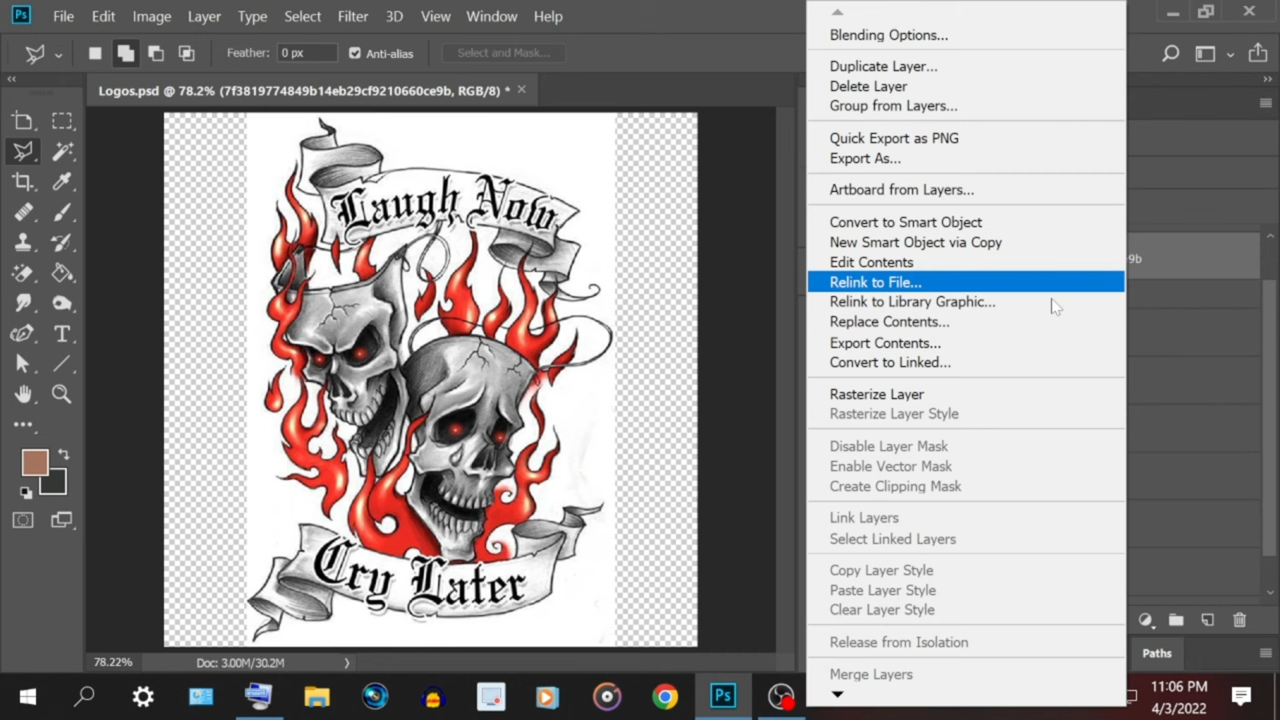 Ps File Edit Image Layer Type Select Filter 3D View Window Help
Feather: 0 px Anti-alias Select and Mask...
Logos.psd @ 78.2% (7f3819774849b14eb29cf9210660ce9b, RGB/8) *
Laugh Now
Cry Later
78.22% Doc: 3.00M/30.2M
Blending Options...
Duplicate Layer...
Delete Layer
Group from Layers...
Quick Export as PNG
Export As...
Artboard from Layers...
Convert to Smart Object
New Smart Object via Copy
Edit Contents
Relink to File...
Relink to Library Graphic...
Replace Contents...
Export Contents...
Convert to Linked...
Rasterize Layer
Rasterize Layer Style
Disable Layer Mask
Enable Vector Mask
Create Clipping Mask
Link Layers
Select Linked Layers
Copy Layer Style
Paste Layer Style
Clear Layer Style
Release from Isolation
Merge Layers
9b
Paths
Ps
11:06 PM
4/3/2022